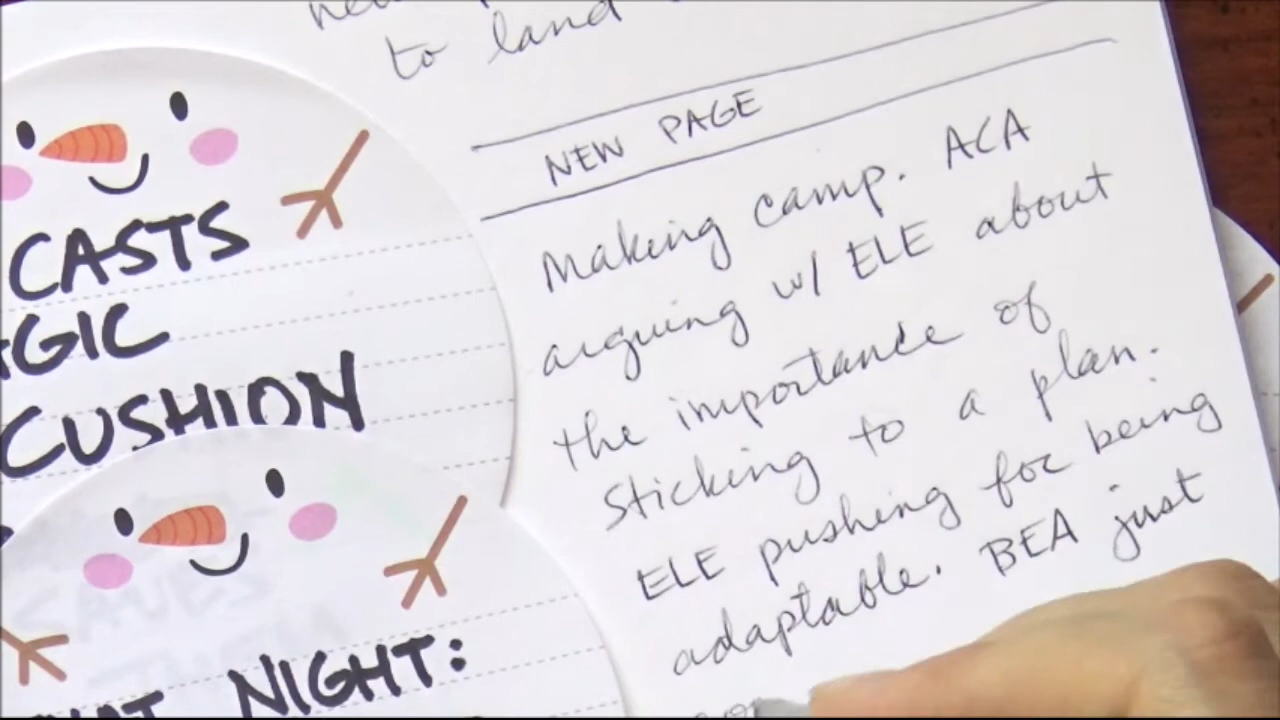 to land
NEW PAGE
Making camp. ACA
arguing w/ ELE about
the importance of
sticking to a plan.
ELE pushing for being
adaptable. BEA just
CASTS
CUSHION
NIGHT: